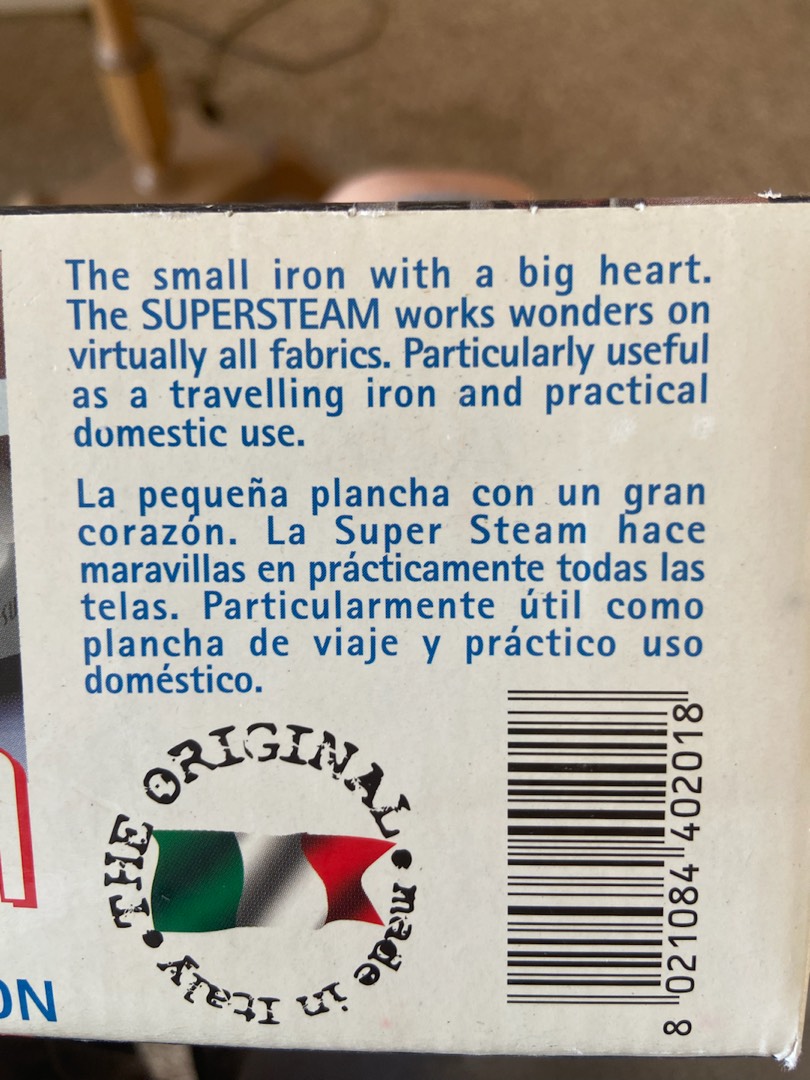 The small iron with a big heart.
The SUPERSTEAM works wonders on
virtually all fabrics. Particularly useful
as a travelling iron and practical
domestic use.
La pequeña plancha con un gran
corazón. La Super Steam hace
maravillas en prácticamente todas las
telas. Particularmente útil como
plancha de viaje y práctico uso
doméstico.
THE ORIGINAL • made in Italy •
8 021084 402018
ON